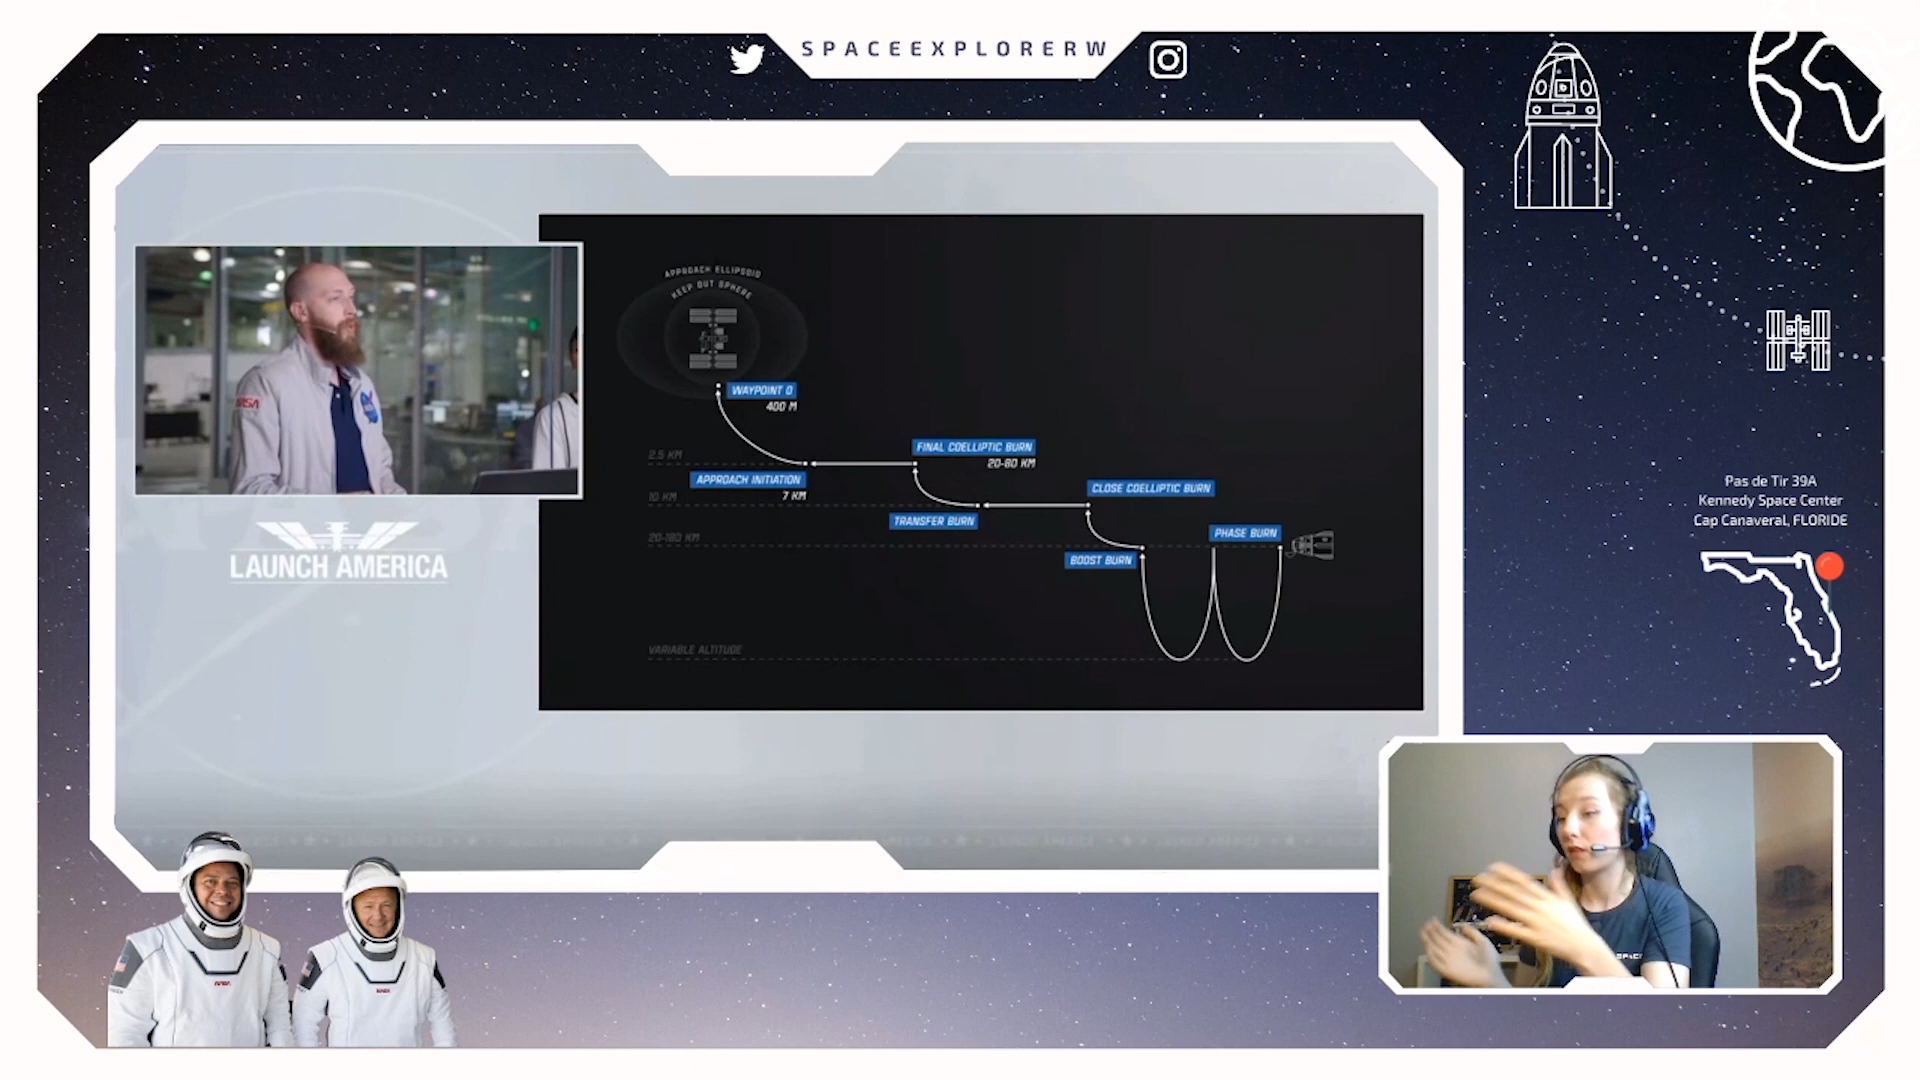 SPACEEXPLORERW
APPROACH ELLIPSOID
KEEP OUT SPHERE
WAYPOINT 0
400 M
FINAL COELLIPTIC BURN
20-80 KM
2.5 KM
APPROACH INITIATION
7 KM
CLOSE COELLIPTIC BURN
10 KM
TRANSFER BURN
PHASE BURN
20-180 KM
BOOST BURN
VARIABLE ALTITUDE
NASA
LAUNCH AMERICA
Pas de Tir 39A
Kennedy Space Center
Cap Canaveral, FLORIDE
NASA
NASA